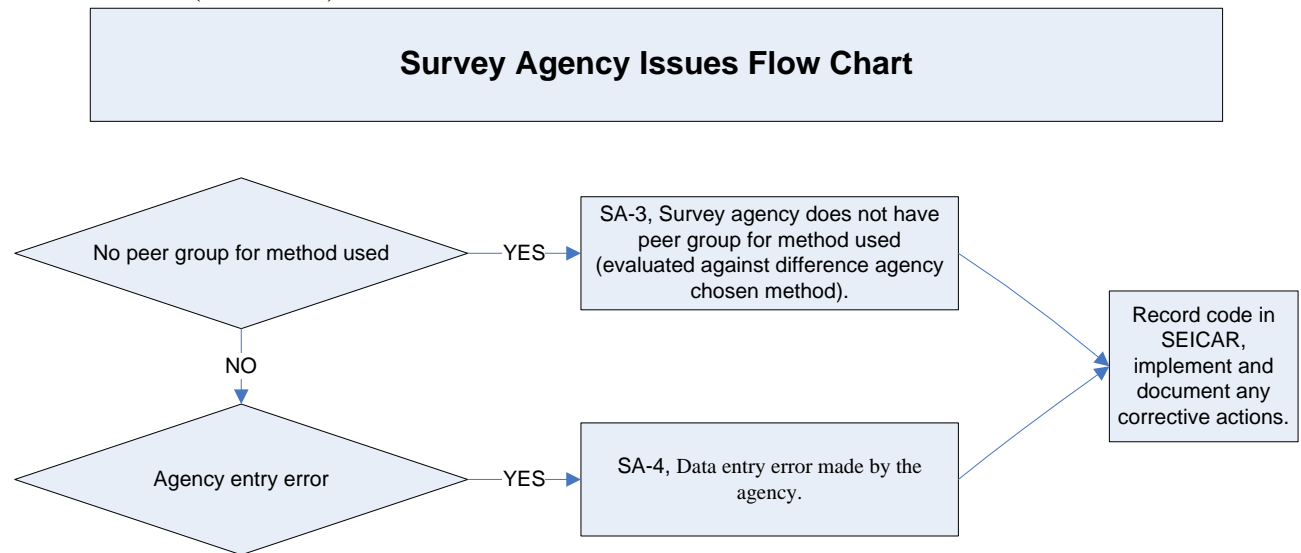 Survey Agency Issues Flow Chart
No peer group for method used
YES
SA-3, Survey agency does not have
peer group for method used
(evaluated against difference agency
chosen method).
Record code in
SEICAR,
implement and
document any
corrective actions.
NO
Agency entry error
YES
SA-4, Data entry error made by the
agency.